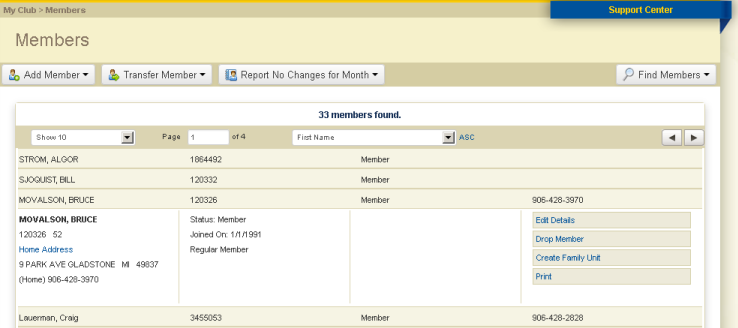 My Club > Members
Support Center
Members
Add Member
Transfer Member
Report No Changes for Month
Find Members
33 members found.
Show 10
Page 1 of 4
First Name
ASC
STROM, ALGOR 1864492 Member
SJOQUIST, BILL 120332 Member
MOVALSON, BRUCE 120326 Member 906-428-3970
MOVALSON, BRUCE Status: Member Edit Details
120326 52 Joined On: 1/1/1991 Drop Member
Home Address Regular Member Create Family Unit
9 PARK AVE GLADSTONE MI 49837
(Home) 906-428-3970 Print
Lauerman, Craig 3455053 Member 906-428-2828